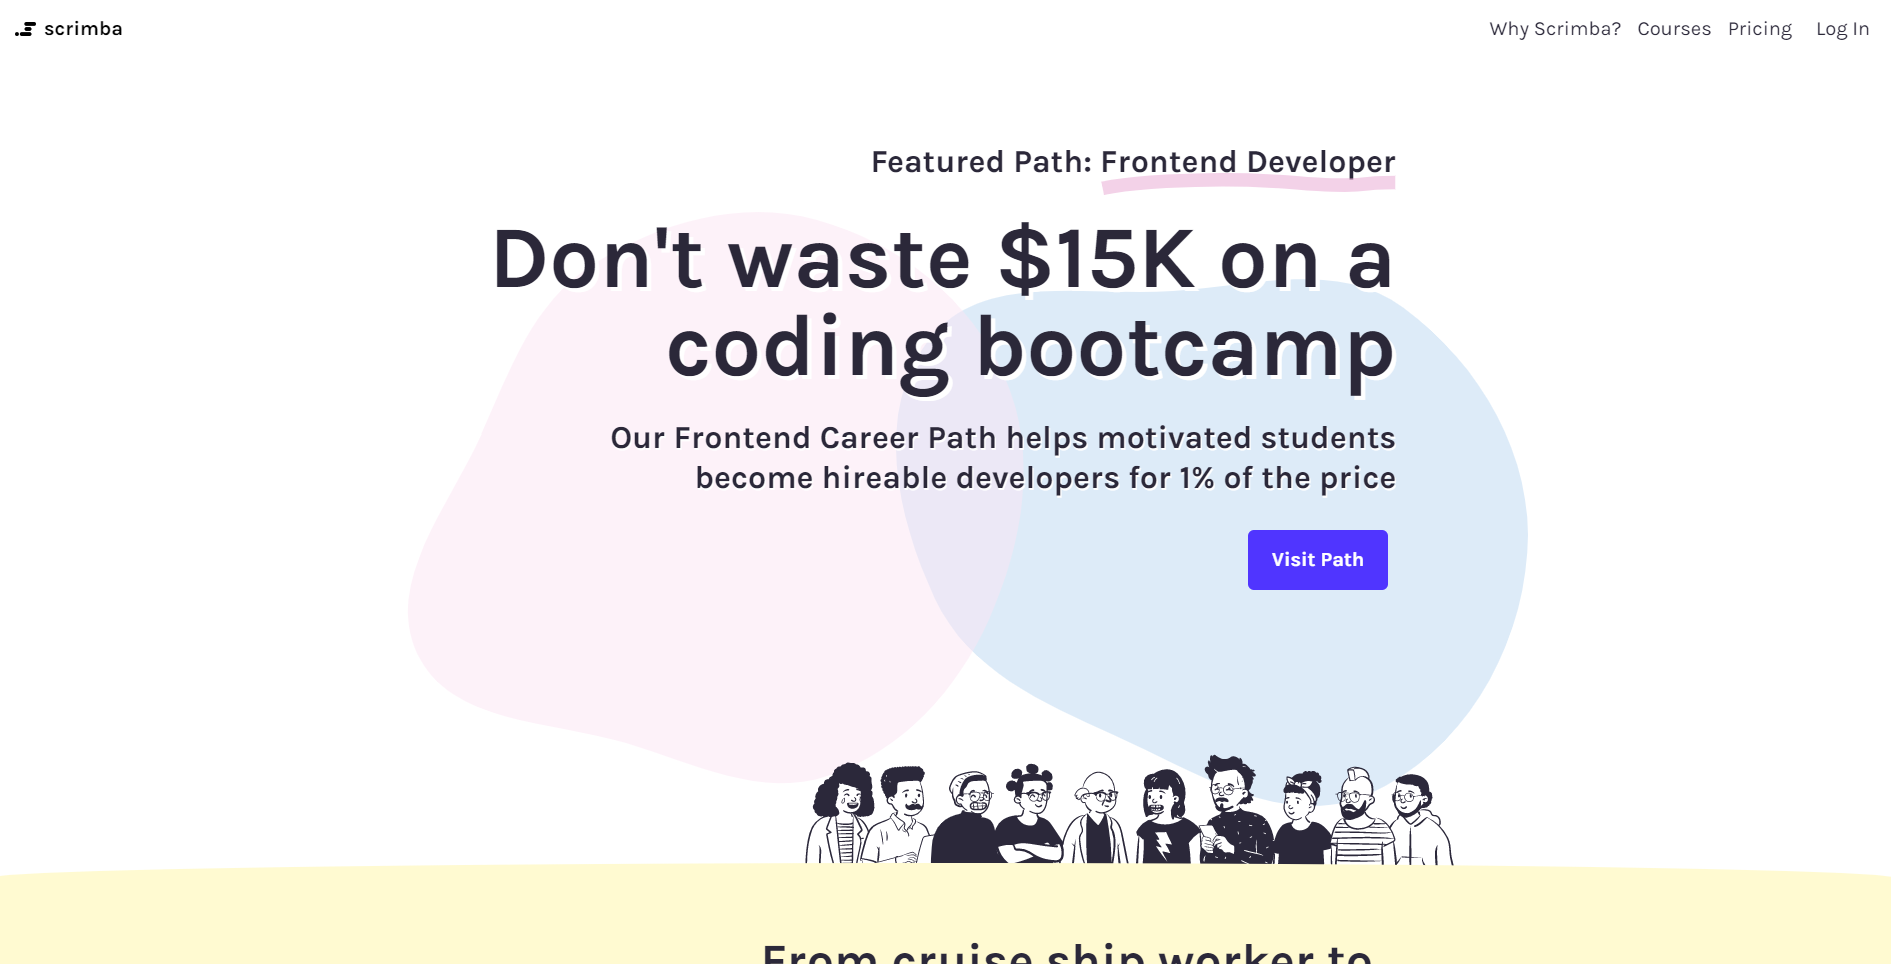 scrimba
Why Scrimba? Courses Pricing Log In
Featured Path: Frontend Developer
Don't waste $15K on a
coding bootcamp
Our Frontend Career Path helps motivated students
become hireable developers for 1% of the price
Visit Path
From cruise ship worker to